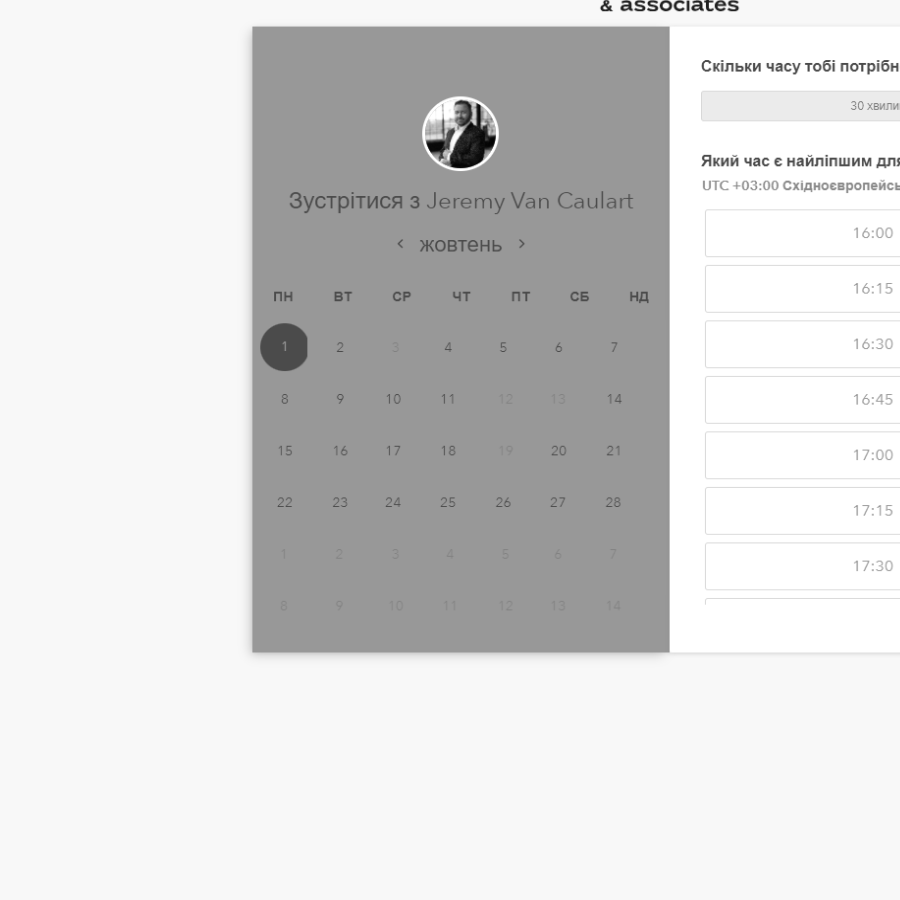 & associates
Зустрітися з Jeremy Van Caulart
‹ жовтень ›
ПН ВТ СР ЧТ ПТ СБ НД
1 2 3 4 5 6 7
8 9 10 11 12 13 14
15 16 17 18 19 20 21
22 23 24 25 26 27 28
1 2 3 4 5 6 7
8 9 10 11 12 13 14
Скільки часу тобі потрібн
30 хвили
Який час є найліпшим для
UTC +03:00 Східноєвропейсь
16:00
16:15
16:30
16:45
17:00
17:15
17:30